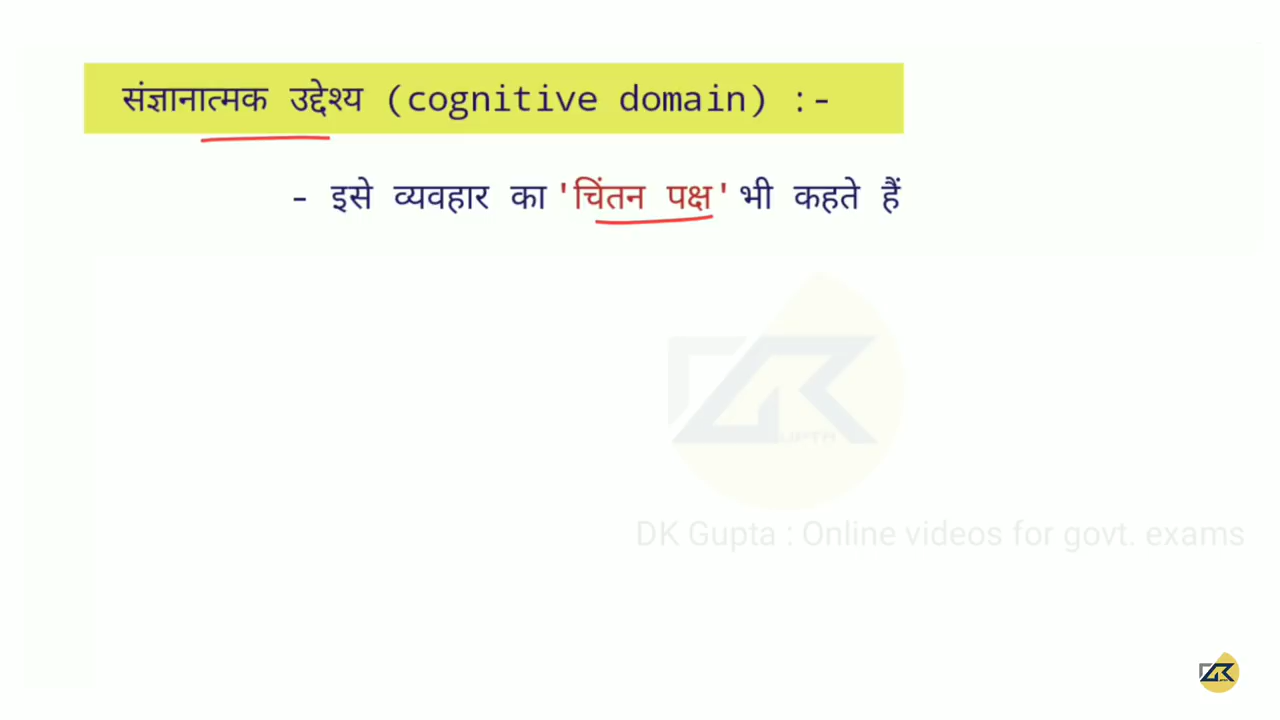 संज्ञानात्मक उद्देश्य (cognitive domain) :-
- इसे व्यवहार का 'चिंतन पक्ष' भी कहते हैं
DK Gupta : Online videos for govt. exams